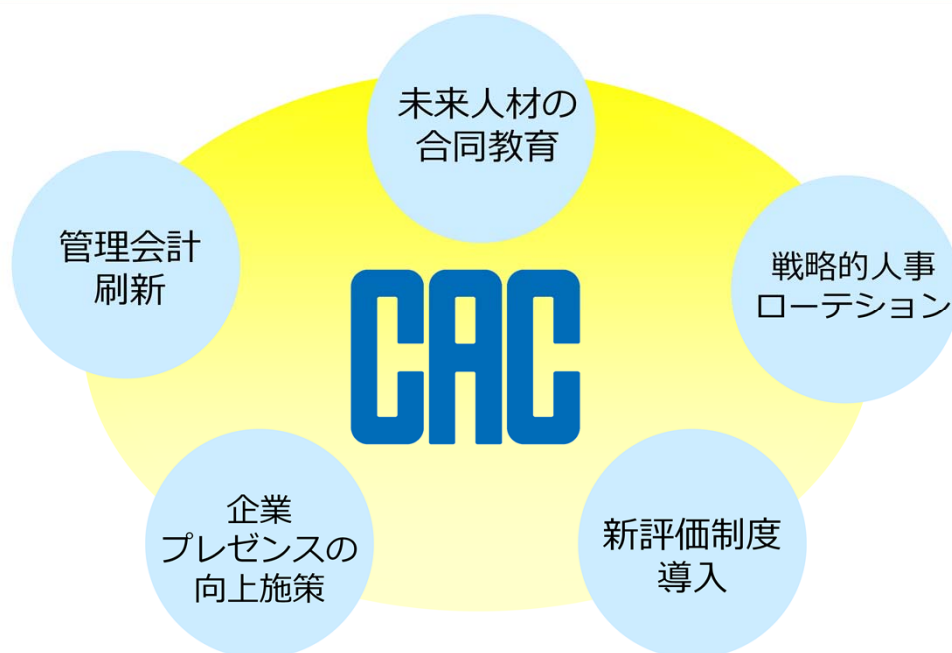 未来人材の
合同教育
管理会計
刷新
戦略的人事
ローテション
CAC
企業
プレゼンスの
向上施策
新評価制度
導入